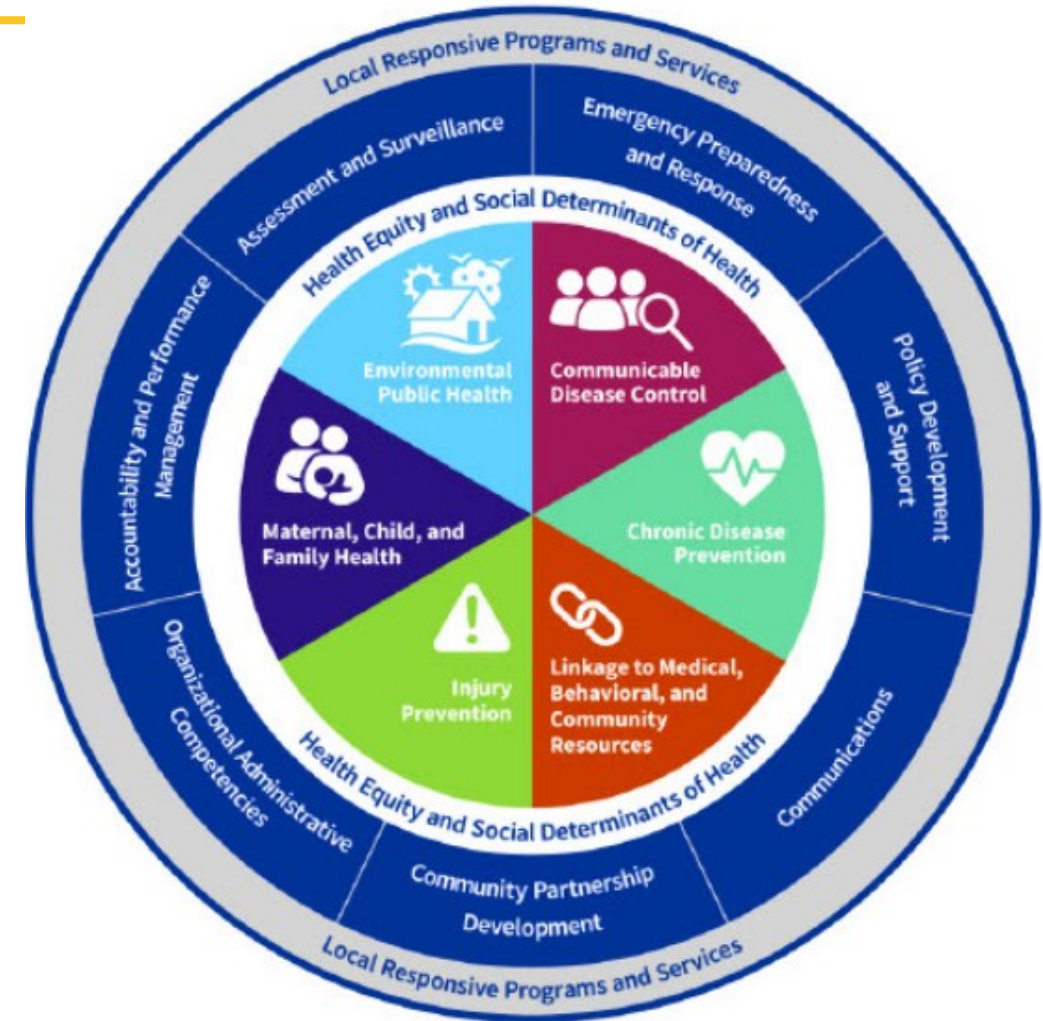 Local Responsive Programs and Services
Assessment and Surveillance
Emergency Preparedness
and Response
Health Equity and Social Determinants of Health
Accountability and Performance
Management
Policy Development
and Support
Environmental
Public Health
Communicable
Disease Control
Maternal, Child, and
Family Health
Chronic Disease
Prevention
Injury
Prevention
Linkage to Medical,
Behavioral, and
Community
Resources
Organizational Administrative
Competencies
Communications
Health Equity and Social Determinants of Health
Community Partnership
Development
Local Responsive Programs and Services